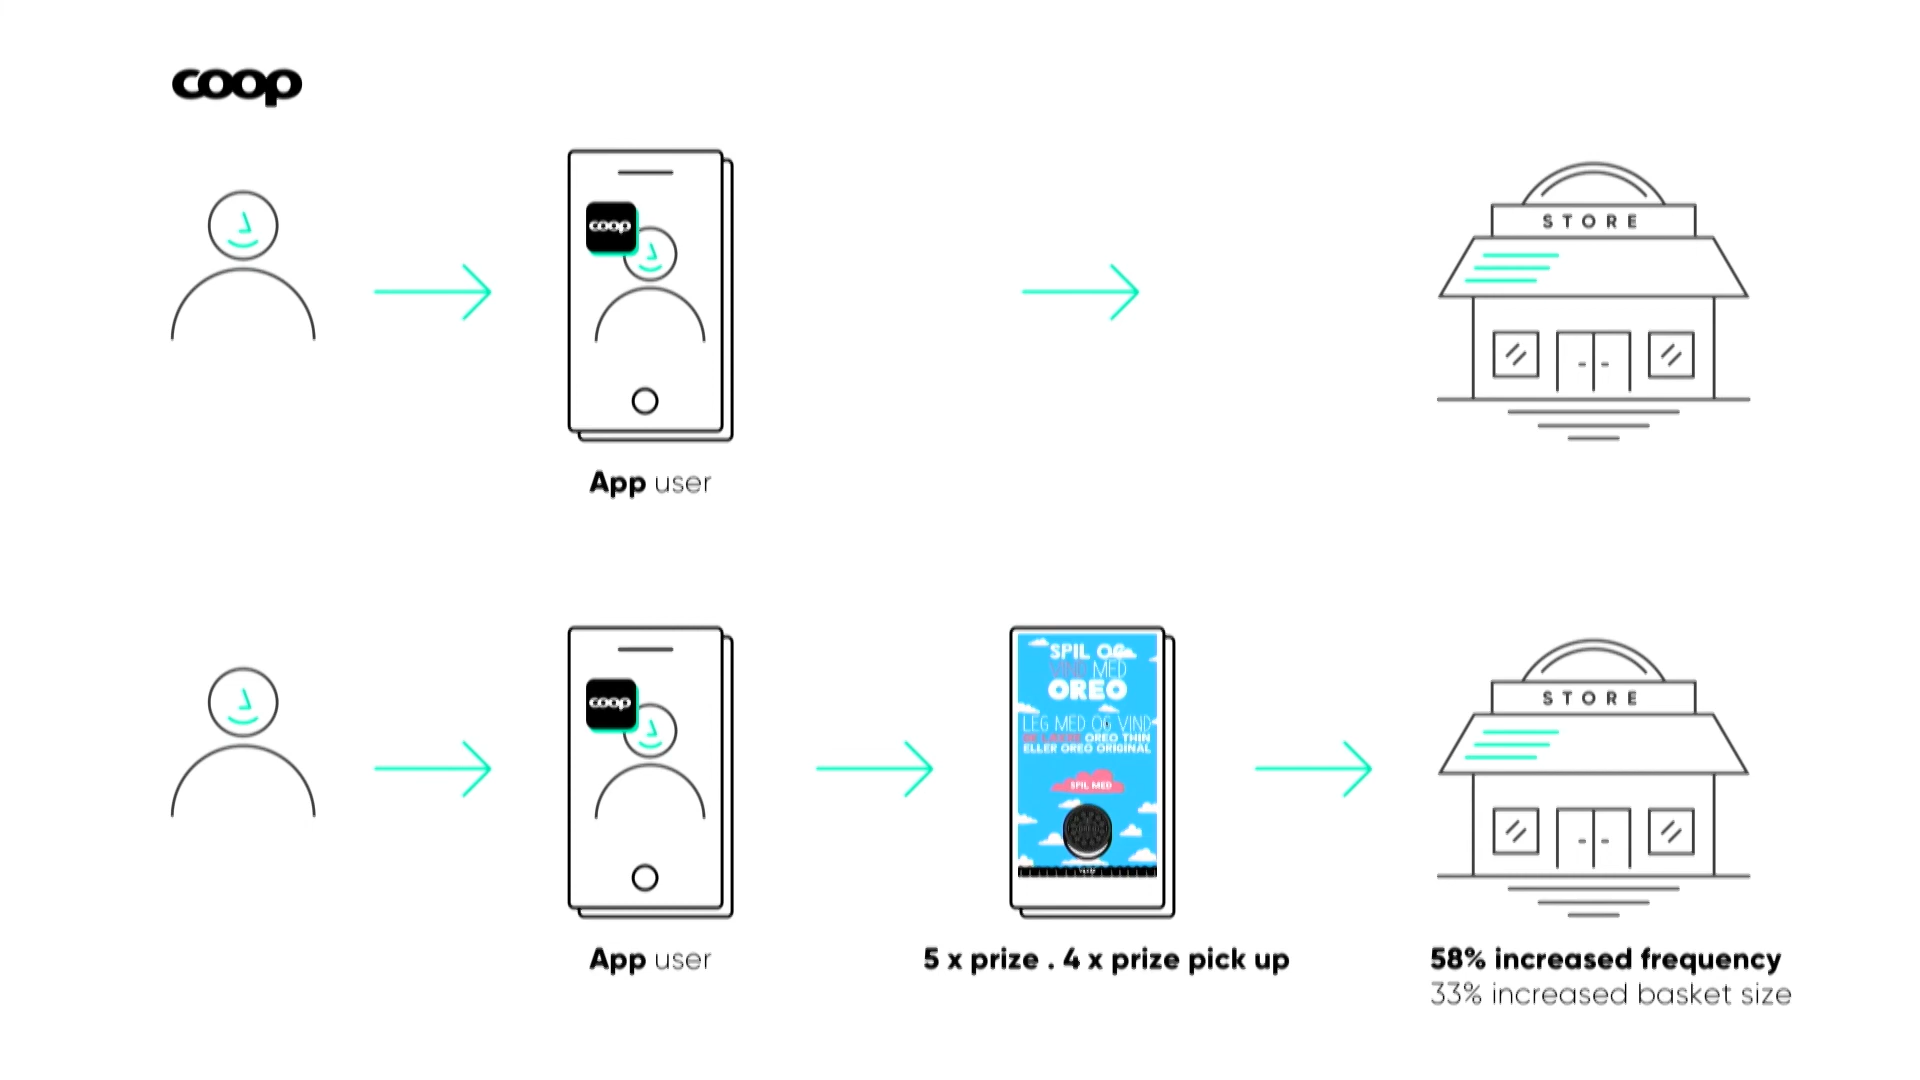 coop
coop
STORE
App user
coop
STORE
SPIL OG
VIND MED
OREO
LEG MED OG VIND
OREO THIN
ELLER OREO ORIGINAL
SPIL MED
App user
5 x prize . 4 x prize pick up
58% increased frequency
33% increased basket size